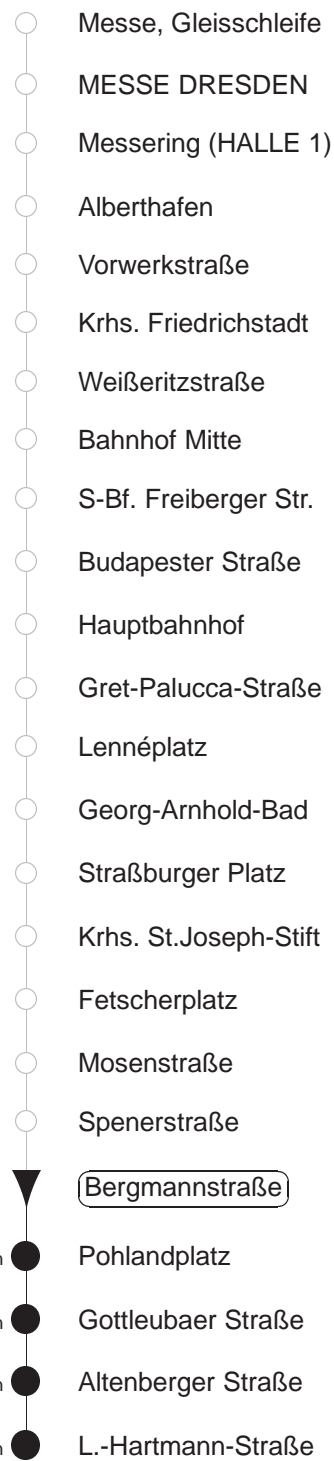 Messe, Gleisschleife
MESSE DRESDEN
Messering (HALLE 1)
Alberthafen
Vorwerkstraße
Krhs. Friedrichstadt
Weißeritzstraße
Bahnhof Mitte
S-Bf. Freiberger Str.
Budapester Straße
Hauptbahnhof
Gret-Palucca-Straße
Lennéplatz
Georg-Arnhold-Bad
Straßburger Platz
Krhs. St.Joseph-Stift
Fetscherplatz
Mosenstraße
Spenerstraße
Bergmannstraße
Pohlandplatz
Gottleubaer Straße
Altenberger Straße
L.-Hartmann-Straße